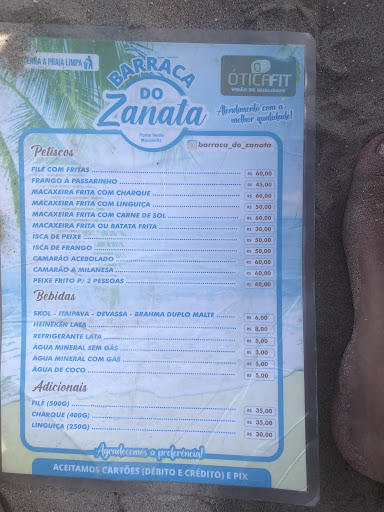 A PRAIA LIMPA
BARRACA
DO
Zanata
ÓTICAFIT
VISÃO DE QUALIDADE
Atendimento com a
melhor qualidade!
barraca_do_zanata
Petiscos
FILÉ COM FRITAS R$ 60,00
FRANGO À PASSARINHO R$ 45,00
MACAXEIRA FRITA COM CHARQUE R$ 60,00
MACAXEIRA FRITA COM LINGUIÇA R$ 50,00
MACAXEIRA FRITA COM CARNE DE SOL R$ 60,00
MACAXEIRA FRITA OU BATATA FRITA R$ 30,00
ISCA DE PEIXE R$ 50,00
ISCA DE FRANGO R$ 50,00
CAMARÃO ACEBOLADO R$ 60,00
CAMARÃO A MILANESA R$ 60,00
PEIXE FRITO P/ 2 PESSOAS R$ 60,00
Bebidas
SKOL - ITAIPAVA - DEVASSA - BRAHMA DUPLO MALTE R$ 6,00
HEINEKEN LATA R$ 8,00
REFRIGERANTE LATA R$ 5,00
ÁGUA MINERAL SEM GÁS R$ 3,00
ÁGUA MINERAL COM GÁS R$ 5,00
ÁGUA DE COCO R$ 5,00
Adicionais
FILÉ (500G) R$ 35,00
CHARQUE (400G) R$ 35,00
LINGUIÇA (250G) R$ 30,00
Agradecemos a preferência!
ACEITAMOS CARTÕES (DÉBITO E CRÉDITO) E PIX